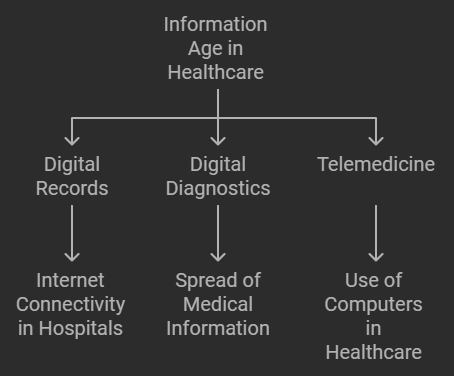 Information
Age in
Healthcare
Digital
Records
Digital
Diagnostics
Telemedicine
Internet
Connectivity
in Hospitals
Spread of
Medical
Information
Use of
Computers
in
Healthcare